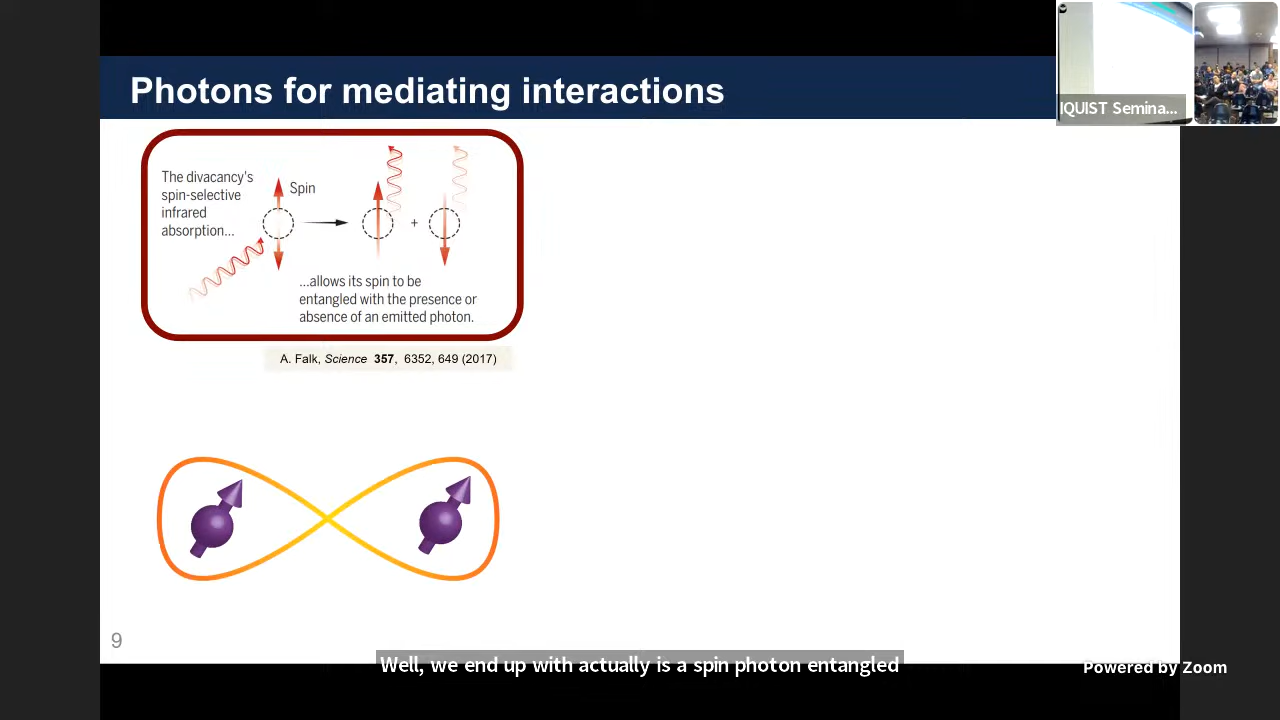 Photons for mediating interactions
IQUIST Semina...
The divacancy's
spin-selective
infrared
absorption...
Spin
+
...allows its spin to be
entangled with the presence or
absence of an emitted photon.
A. Falk, Science 357, 6352, 649 (2017)
9
Well, we end up with actually is a spin photon entangled
Powered by Zoom